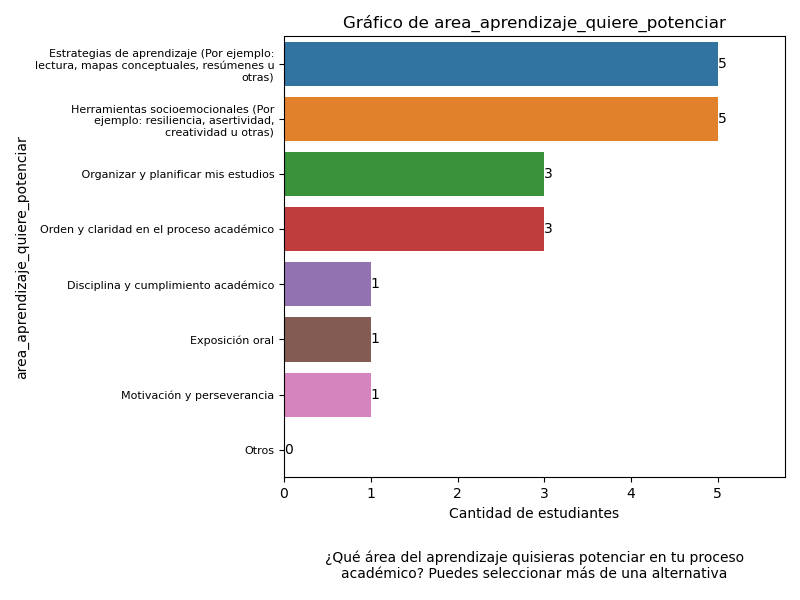 Gráfico de area_aprendizaje_quiere_potenciar
area_aprendizaje_quiere_potenciar
Estrategias de aprendizaje (Por ejemplo:
lectura, mapas conceptuales, resúmenes u
otras)
5
Herramientas socioemocionales (Por
ejemplo: resiliencia, asertividad,
creatividad u otras)
5
Organizar y planificar mis estudios
3
Orden y claridad en el proceso académico
3
Disciplina y cumplimiento académico
1
Exposición oral
1
Motivación y perseverancia
1
Otros
0
0 1 2 3 4 5
Cantidad de estudiantes
¿Qué área del aprendizaje quisieras potenciar en tu proceso
académico? Puedes seleccionar más de una alternativa